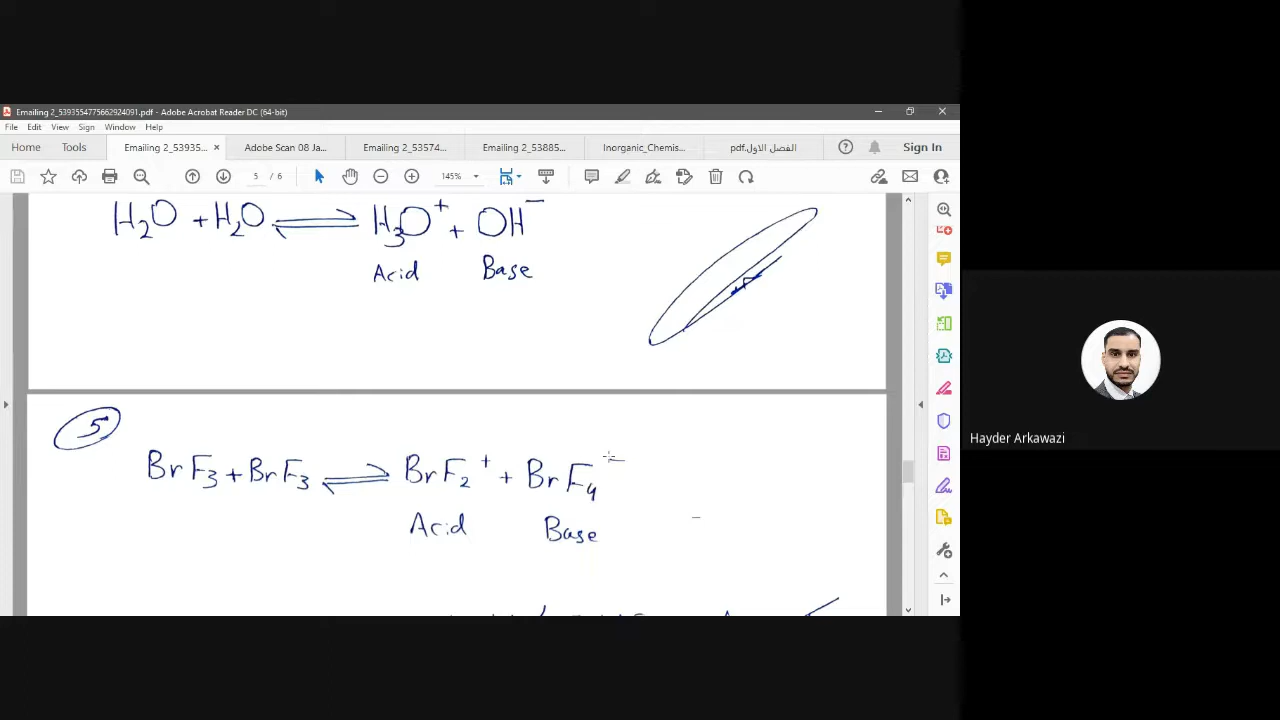 Emailing 2_5393554775662924091.pdf - Adobe Acrobat Reader DC (64-bit)
File Edit View Sign Window Help
Home Tools Emailing 2_53935... × Adobe Scan 08 Ja... Emailing 2_53574... Emailing 2_53885... Inorganic_Chemis... الفصل الاول.pdf Sign In
5 / 6 145%
H₂O + H₂O ⇌ H₃O⁺ + OH⁻
Acid Base
5
BrF₃ + BrF₃ ⇌ BrF₂⁺ + BrF₄⁻
Acid Base
Hayder Arkawazi